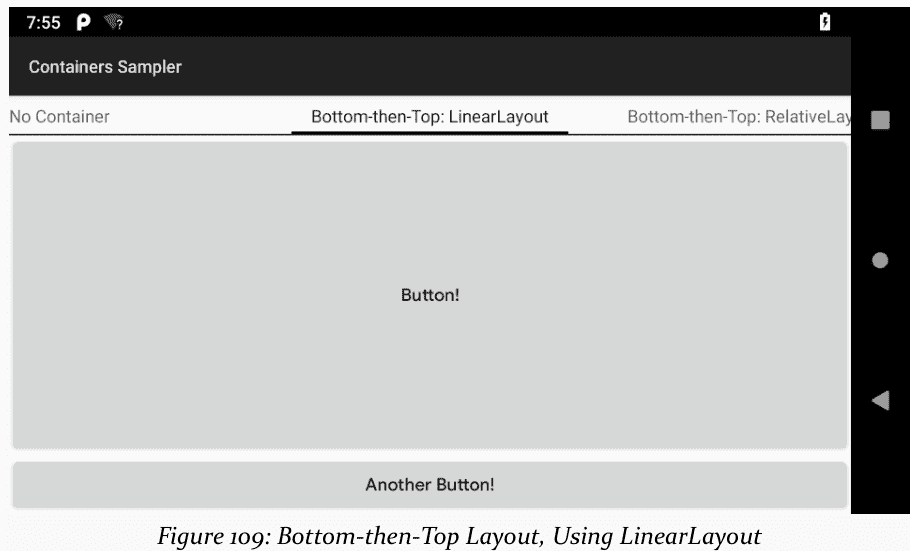 7:55
Containers Sampler
No Container
Bottom-then-Top: LinearLayout
Bottom-then-Top: RelativeLay
Button!
Another Button!
Figure 109: Bottom-then-Top Layout, Using LinearLayout